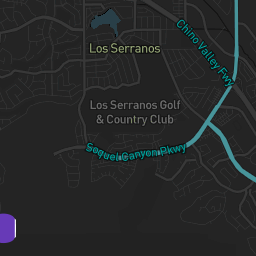 Chino Valley Fwy
Los Serranos
Los Serranos Golf
& Country Club
Soquel Canyon Pkwy